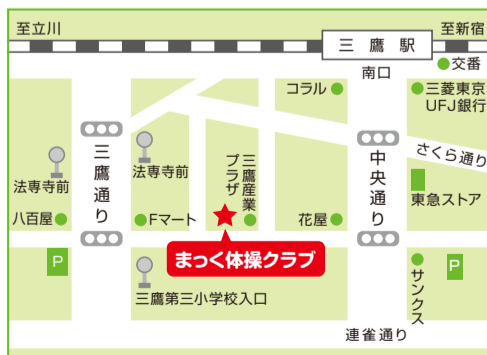 至立川
至新宿
三鷹駅
南口
交番
コラル
三菱東京
UFJ銀行
さくら通り
三鷹通り
中央通り
法専寺前
法専寺前
三鷹産業
プラザ
東急ストア
八百屋
Fマート
花屋
まっく体操クラブ
P
P
サンクス
三鷹第三小学校入口
連雀通り